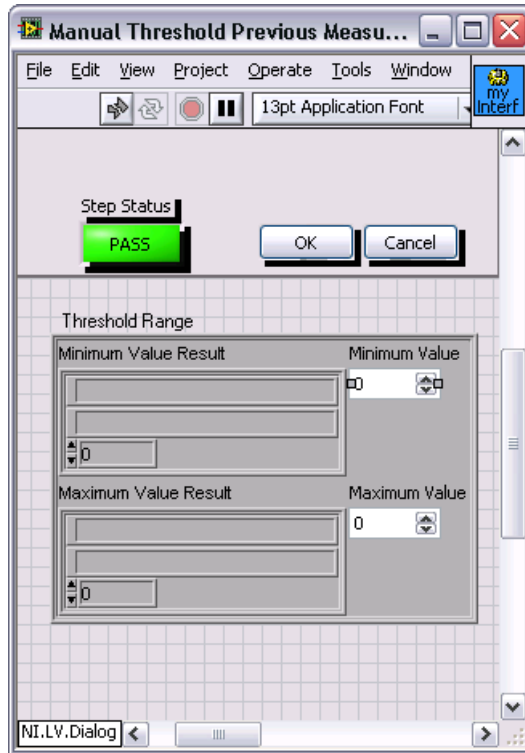 Manual Threshold Previous Measu...
File Edit View Project Operate Tools Window
my
Interf
13pt Application Font
Step Status
PASS
OK
Cancel
Threshold Range
Minimum Value Result
Minimum Value
0
0
Maximum Value Result
Maximum Value
0
0
NI.LV.Dialog